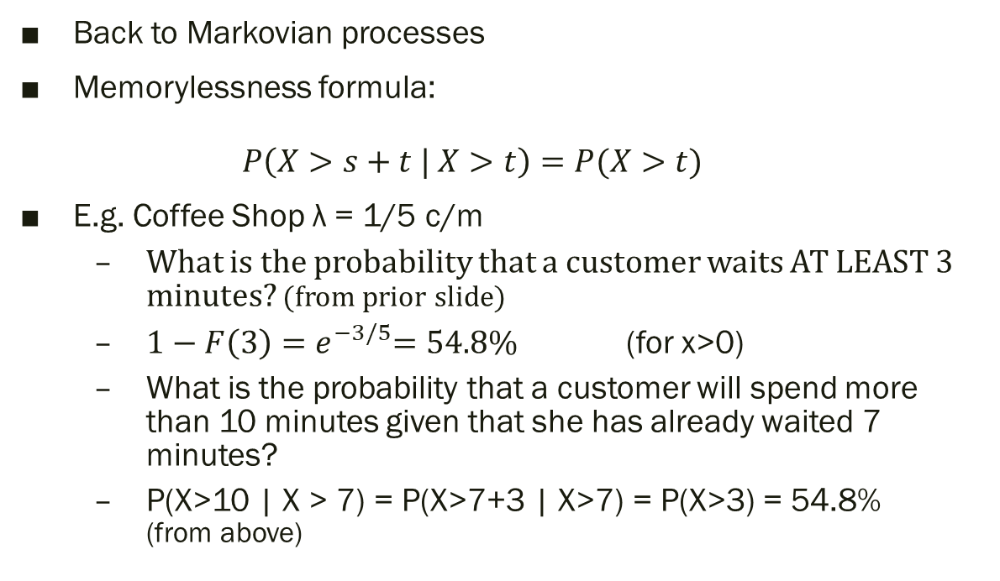 ■ Back to Markovian processes
■ Memorylessness formula:
P(X > s + t | X > t) = P(X > t)
■ E.g. Coffee Shop λ = 1/5 c/m
– What is the probability that a customer waits AT LEAST 3
minutes? (from prior slide)
– 1 − F(3) = e^{−3/5} = 54.8% (for x>0)
– What is the probability that a customer will spend more
than 10 minutes given that she has already waited 7
minutes?
– P(X>10 | X > 7) = P(X>7+3 | X>7) = P(X>3) = 54.8%
(from above)